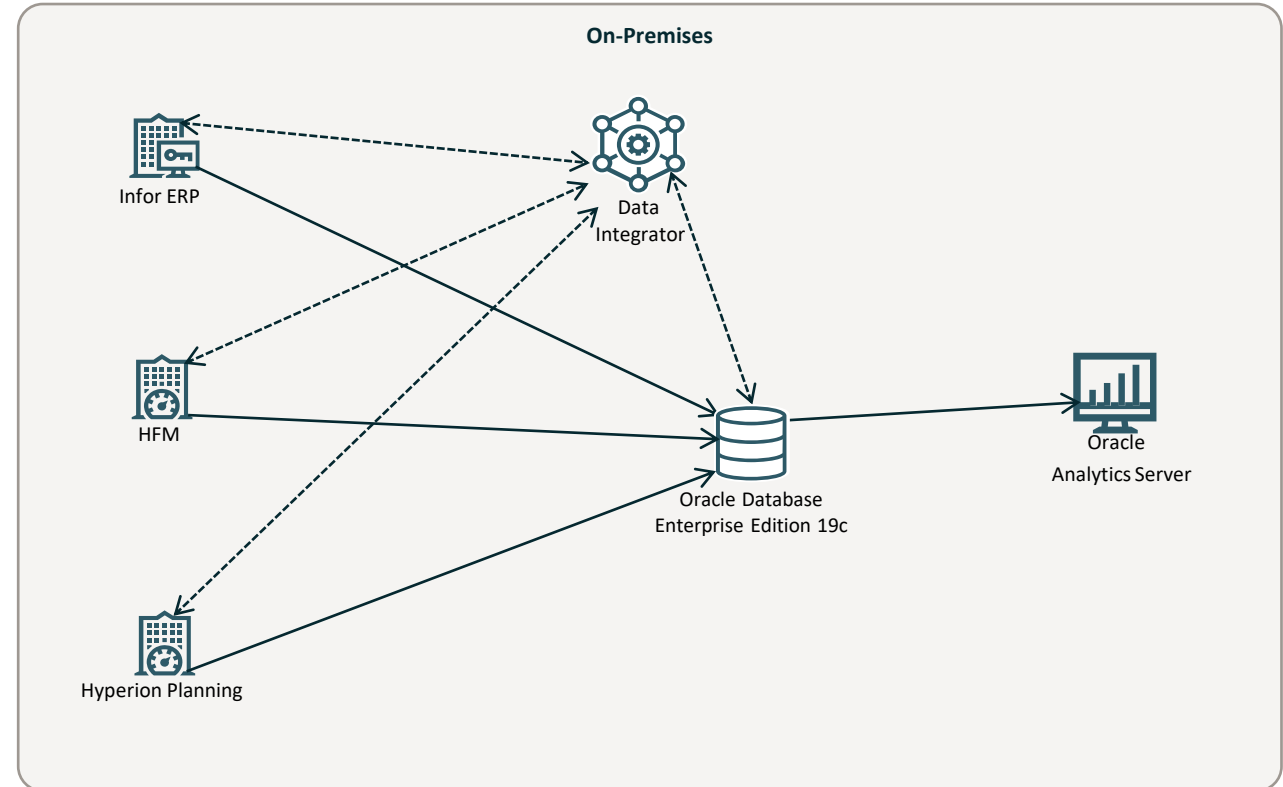 On-Premises
Infor ERP
Data
Integrator
HFM
Oracle
Analytics Server
Oracle Database
Enterprise Edition 19c
Hyperion Planning